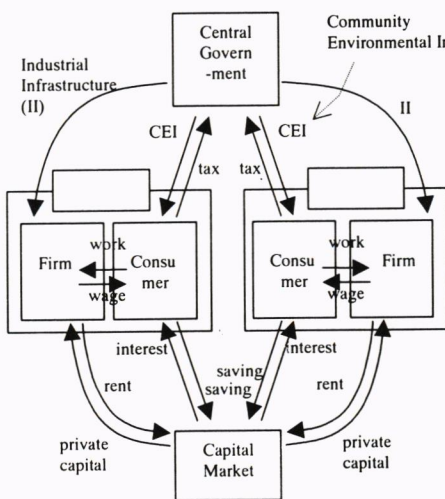 Central
Govern
-ment
Community
Environmental In
Industrial
Infrastructure
(II)
CEI
CEI
II
tax
tax
work
work
Firm
Consu
mer
Consu
mer
Firm
wage
wage
interest
interest
saving
saving
rent
rent
private
capital
private
capital
Capital
Market